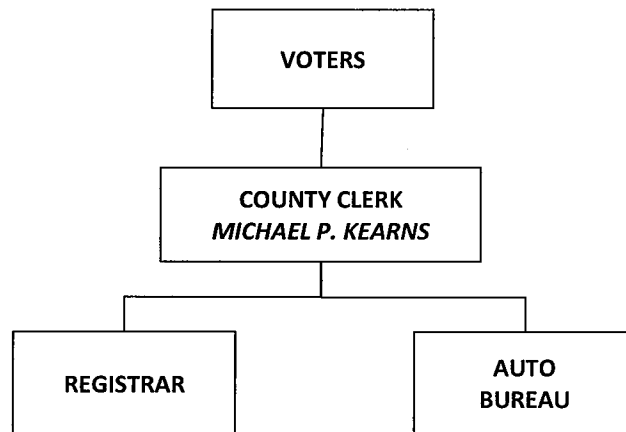 VOTERS
COUNTY CLERK
MICHAEL P. KEARNS
REGISTRAR
AUTO
BUREAU